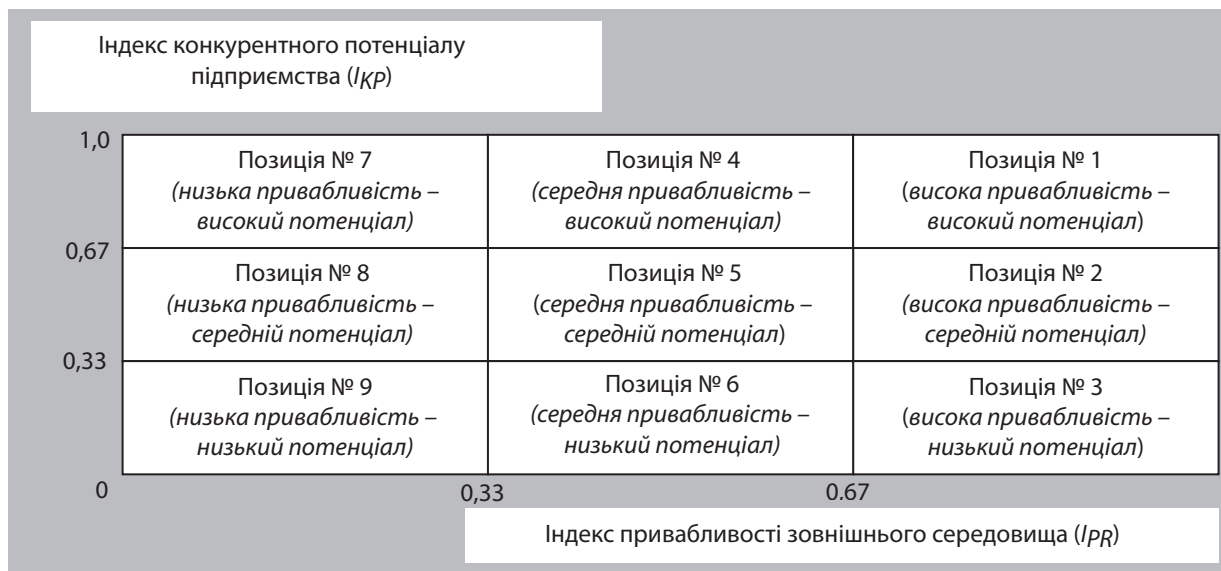 Індекс конкурентного потенціалу
підприємства (IKP)
1,0
Позиція № 7
(низька привабливість –
високий потенціал)
Позиція № 4
(середня привабливість –
високий потенціал)
Позиція № 1
(висока привабливість –
високий потенціал)
0,67
Позиція № 8
(низька привабливість –
середній потенціал)
Позиція № 5
(середня привабливість –
середній потенціал)
Позиція № 2
(висока привабливість –
середній потенціал)
0,33
Позиція № 9
(низька привабливість –
низький потенціал)
Позиція № 6
(середня привабливість –
низький потенціал)
Позиція № 3
(висока привабливість –
низький потенціал)
0
0,33
0.67
Індекс привабливості зовнішнього середовища (IPR)